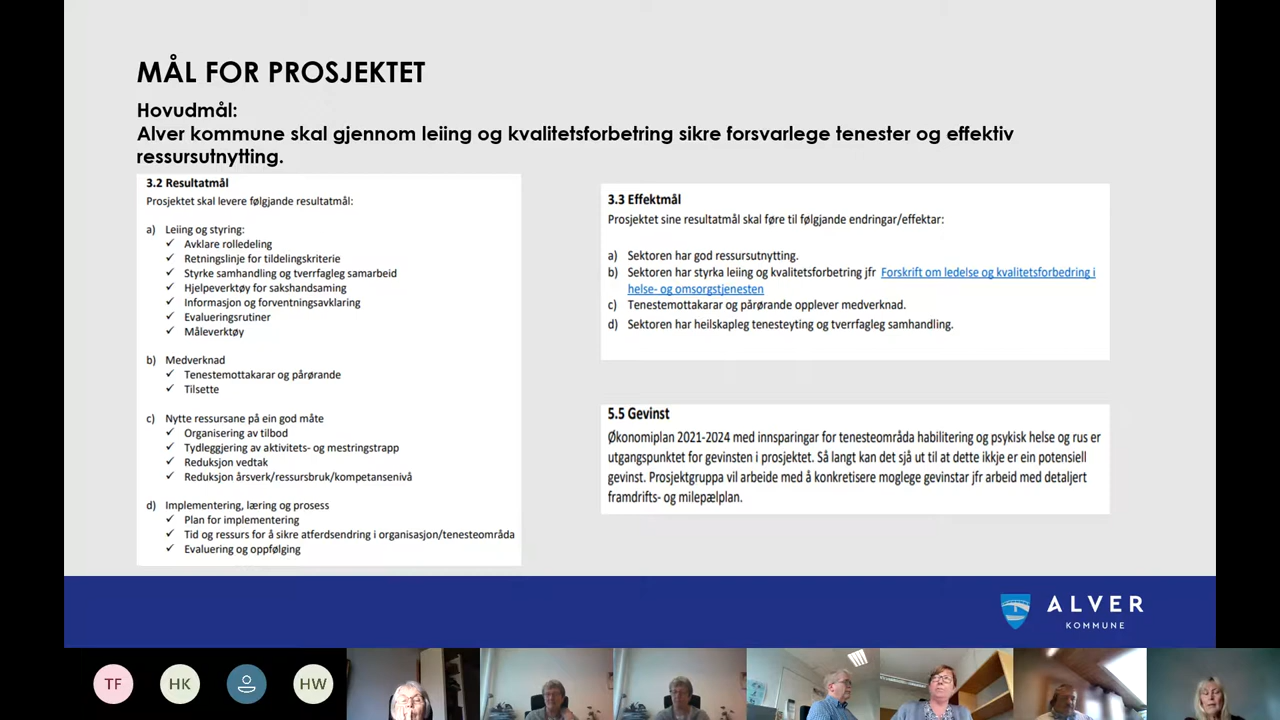 MÅL FOR PROSJEKTET
Hovudmål:
Alver kommune skal gjennom leiing og kvalitetsforbetring sikre forsvarlege tenester og effektiv
ressursutnytting.
3.2 Resultatmål
Prosjektet skal levere følgjande resultatmål:
a) Leiing og styring:
✓ Avklare rolledeling
✓ Retningslinje for tildelingskriterie
✓ Styrke samhandling og tverrfagleg samarbeid
✓ Hjelpeverktøy for sakshandsaming
✓ Informasjon og forventningsavklaring
✓ Evalueringsrutiner
✓ Måleverktøy
b) Medverknad
✓ Tenestemottakarar og pårørande
✓ Tilsette
c) Nytte ressursane på ein god måte
✓ Organisering av tilbod
✓ Tydleggjering av aktivitets- og mestringstrapp
✓ Reduksjon vedtak
✓ Reduksjon årsverk/ressursbruk/kompetansenivå
d) Implementering, læring og prosess
✓ Plan for implementering
✓ Tid og ressurs for å sikre atferdsendring i organisasjon/tenesteområda
✓ Evaluering og oppfølging
3.3 Effektmål
Prosjektet sine resultatmål skal føre til følgjande endringar/effektar:
a) Sektoren har god ressursutnytting.
b) Sektoren har styrka leiing og kvalitetsforbetring jfr Forskrift om ledelse og kvalitetsforbedring i
helse- og omsorgstjenesten
c) Tenestemottakarar og pårørande opplever medverknad.
d) Sektoren har heilskapleg tenesteyting og tverrfagleg samhandling.
5.5 Gevinst
Økonomiplan 2021-2024 med innsparingar for tenesteområda habilitering og psykisk helse og rus er
utgangspunktet for gevinsten i prosjektet. Så langt kan det sjå ut til at dette ikkje er ein potensiell
gevinst. Prosjektgruppa vil arbeide med å konkretisere moglege gevinstar jfr arbeid med detaljert
framdrifts- og milepælplan.
ALVER
KOMMUNE
TF HK HW